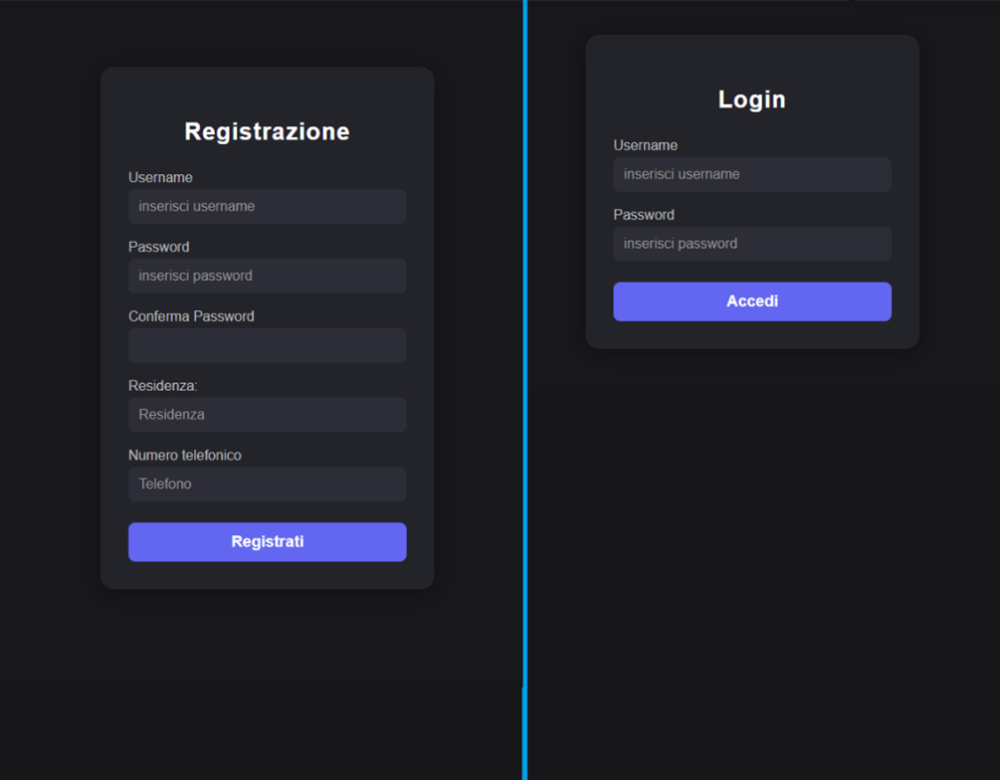 Registrazione
Username
inserisci username
Password
inserisci password
Conferma Password
Residenza:
Residenza
Numero telefonico
Telefono
Registrati
Login
Username
inserisci username
Password
inserisci password
Accedi